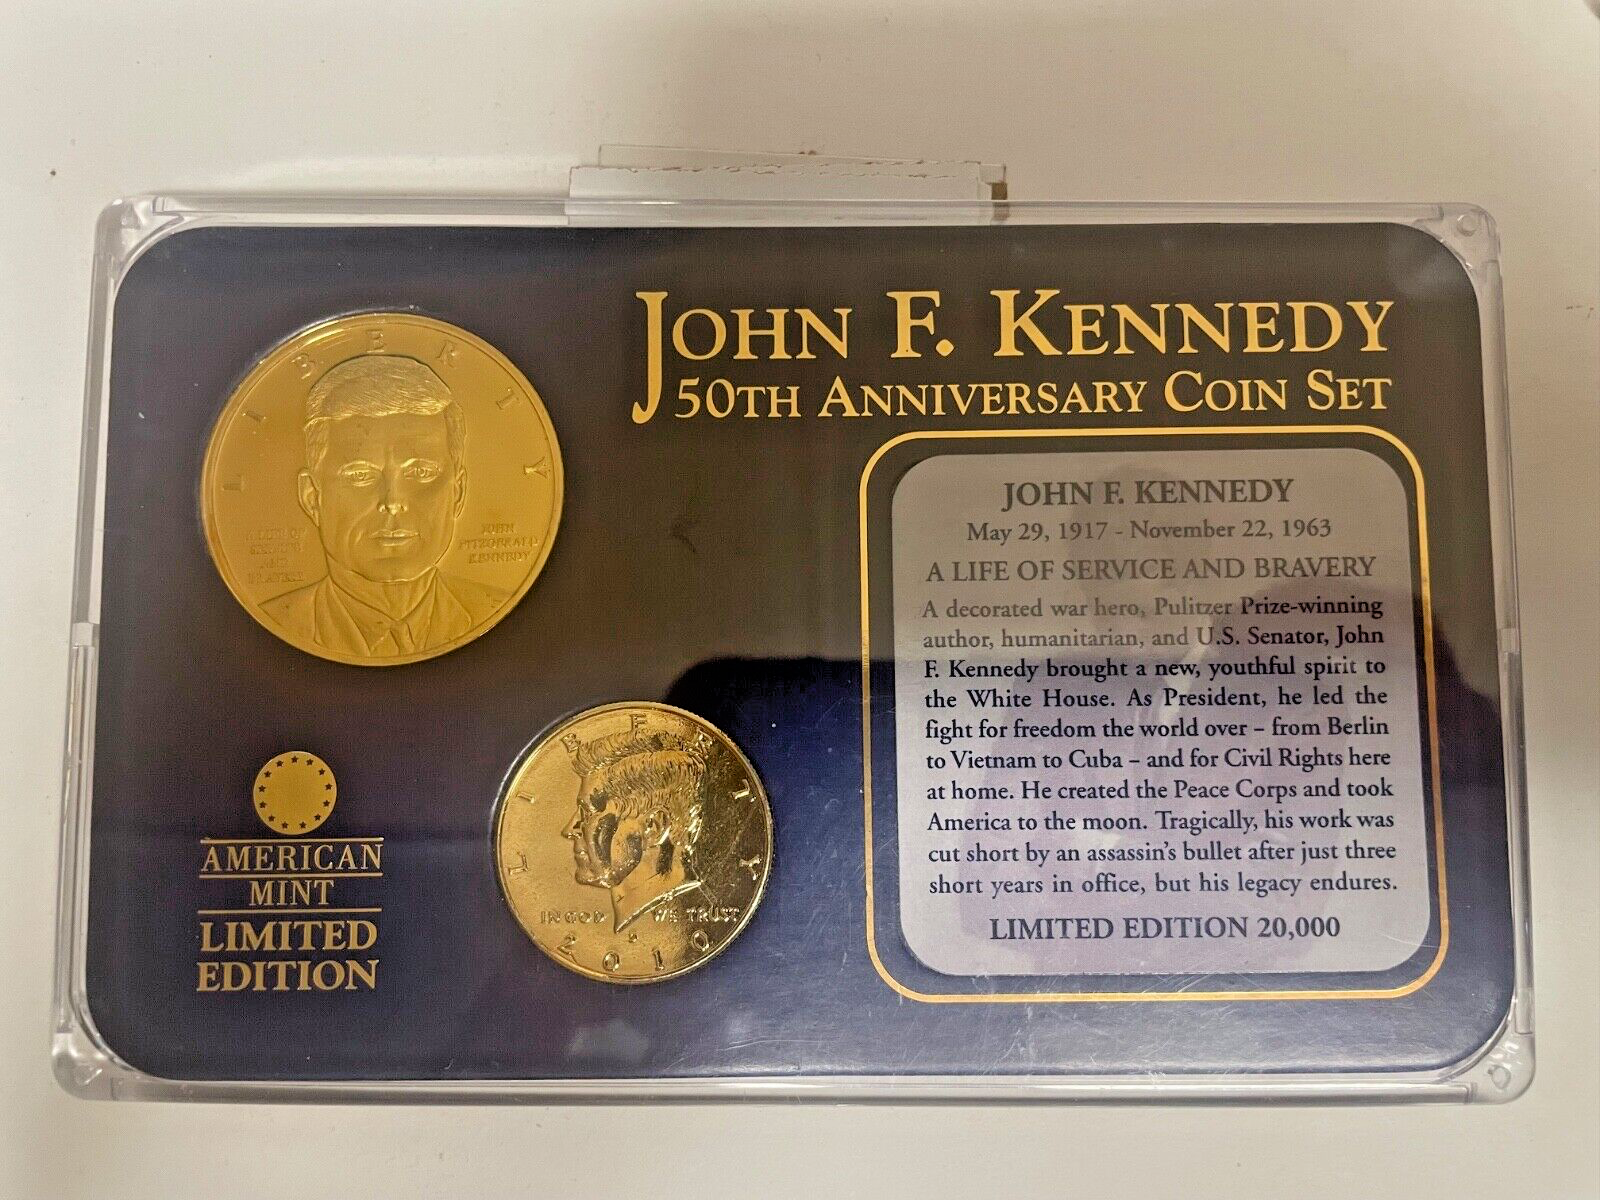 JOHN F. KENNEDY
50TH ANNIVERSARY COIN SET
LIBERTY
A LIFE OF
SERVICE
AND
BRAVERY
JOHN
FITZGERALD
KENNEDY
JOHN F. KENNEDY
May 29, 1917 - November 22, 1963
A LIFE OF SERVICE AND BRAVERY
A decorated war hero, Pulitzer Prize-winning
author, humanitarian, and U.S. Senator, John
F. Kennedy brought a new, youthful spirit to
the White House. As President, he led the
fight for freedom the world over – from Berlin
to Vietnam to Cuba – and for Civil Rights here
at home. He created the Peace Corps and took
America to the moon. Tragically, his work was
cut short by an assassin's bullet after just three
short years in office, but his legacy endures.
LIMITED EDITION 20,000
LIBERTY
IN GOD WE TRUST
2010
AMERICAN
MINT
LIMITED
EDITION